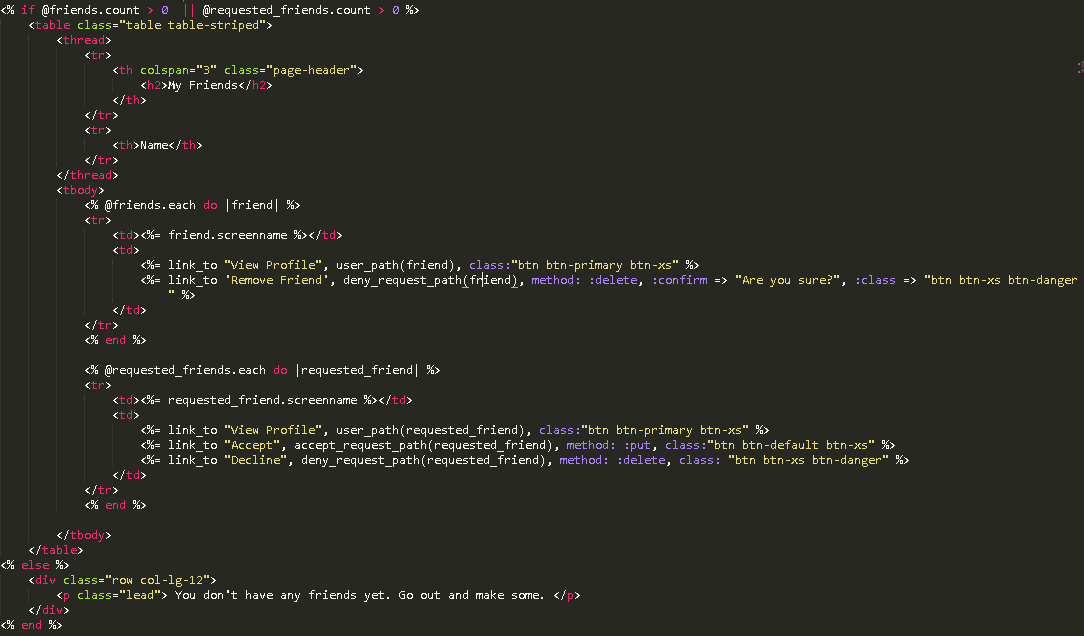 <% if @friends.count > 0  || @requested_friends.count > 0 %>
    <table class="table table-striped">
        <thread>
            <tr>
                <th colspan="3" class="page-header">
                    <h2>My Friends</h2>
                </th>
            </tr>
            <tr>
                <th>Name</th>
            </tr>
        </thread>
        <tbody>
            <% @friends.each do |friend| %>
            <tr>
                <td><%= friend.screenname %></td>
                <td>
                    <%= link_to "View Profile", user_path(friend), class:"btn btn-primary btn-xs" %>
                    <%= link_to 'Remove Friend', deny_request_path(friend), method: :delete, :confirm => "Are you sure?", :class => "btn btn-xs btn-danger
                        " %>
                </td>
            </tr>
            <% end %>

            <% @requested_friends.each do |requested_friend| %>
            <tr>
                <td><%= requested_friend.screenname %></td>
                <td>
                    <%= link_to "View Profile", user_path(requested_friend), class:"btn btn-primary btn-xs" %>
                    <%= link_to "Accept", accept_request_path(requested_friend), method: :put, class:"btn btn-default btn-xs" %>
                    <%= link_to "Decline", deny_request_path(requested_friend), method: :delete, class: "btn btn-xs btn-danger" %>
                </td>
            </tr>
            <% end %>

        </tbody>
    </table>
<% else %>
    <div class="row col-lg-12">
        <p class="lead"> You don't have any friends yet. Go out and make some. </p>
    </div>
<% end %>